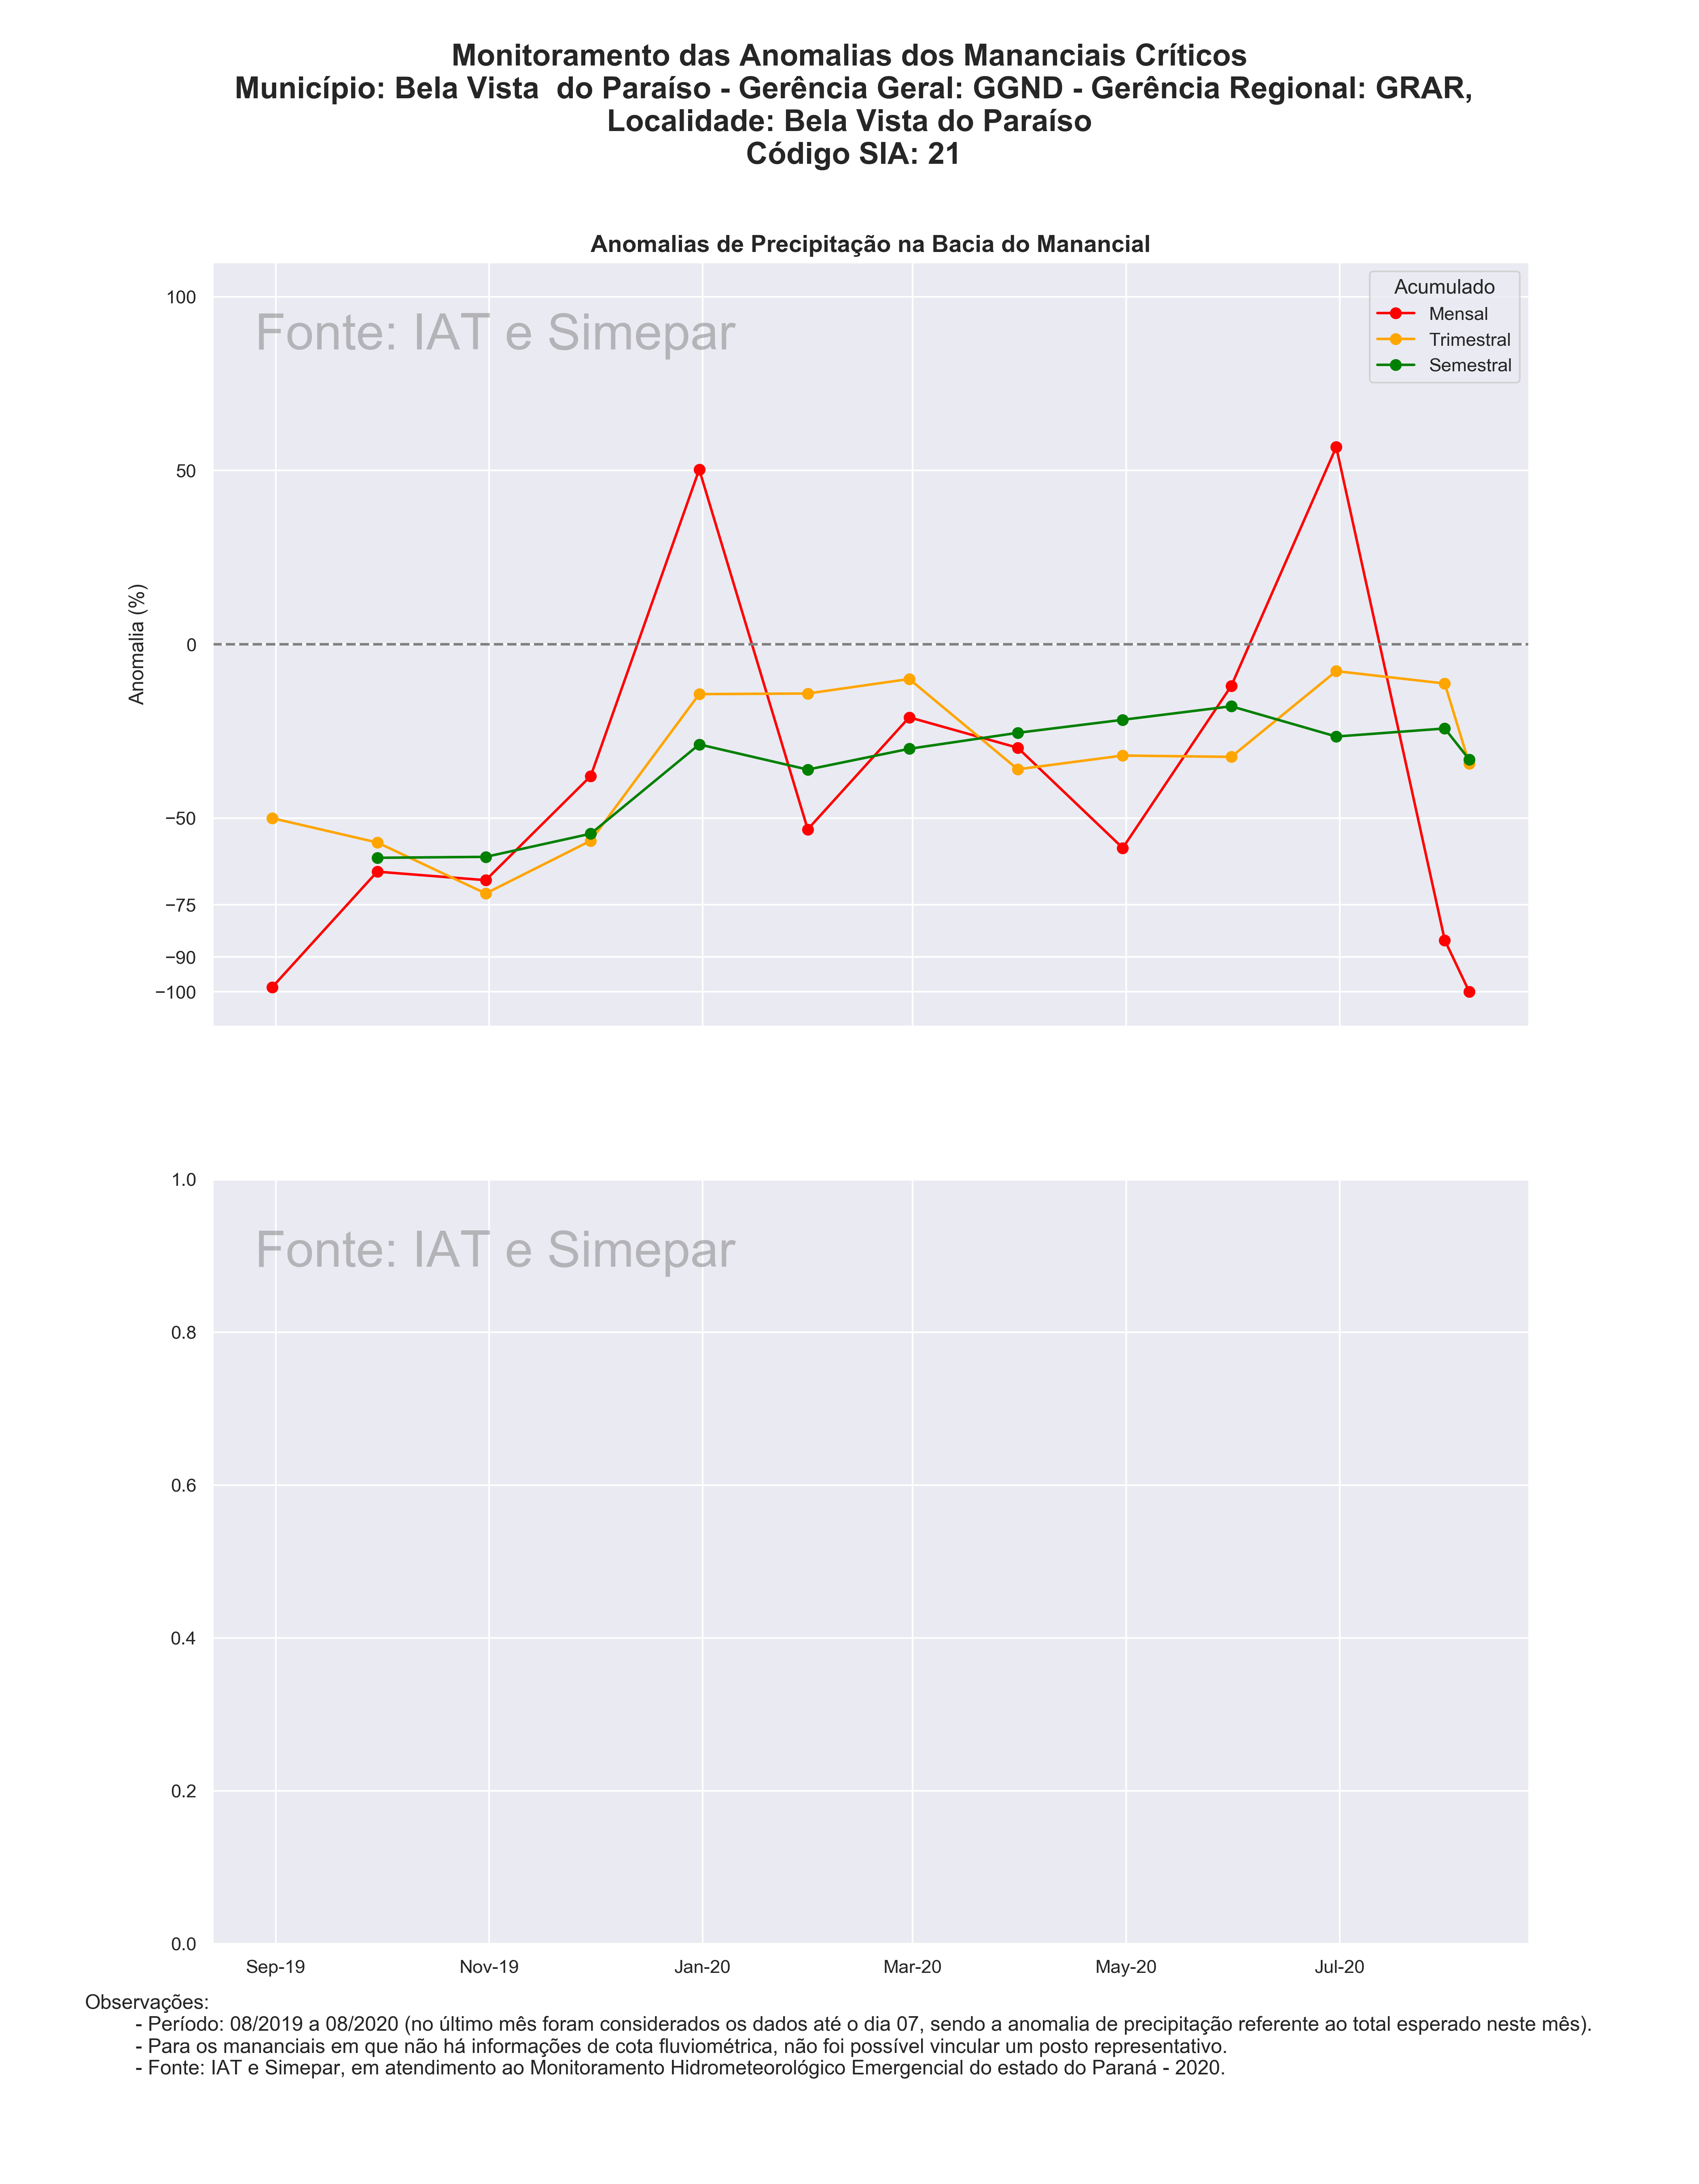 Monitoramento das Anomalias dos Mananciais Críticos
Município: Bela Vista  do Paraíso - Gerência Geral: GGND - Gerência Regional: GRAR,
Localidade: Bela Vista do Paraíso
Código SIA: 21
Anomalias de Precipitação na Bacia do Manancial
Fonte: IAT e Simepar
Acumulado
Mensal
Trimestral
Semestral
Anomalia (%)
100
50
0
−50
−75
−90
−100
Fonte: IAT e Simepar
1.0
0.8
0.6
0.4
0.2
0.0
Sep-19 Nov-19 Jan-20 Mar-20 May-20 Jul-20
Observações:
- Período: 08/2019 a 08/2020 (no último mês foram considerados os dados até o dia 07, sendo a anomalia de precipitação referente ao total esperado neste mês).
- Para os mananciais em que não há informações de cota fluviométrica, não foi possível vincular um posto representativo.
- Fonte: IAT e Simepar, em atendimento ao Monitoramento Hidrometeorológico Emergencial do estado do Paraná - 2020.